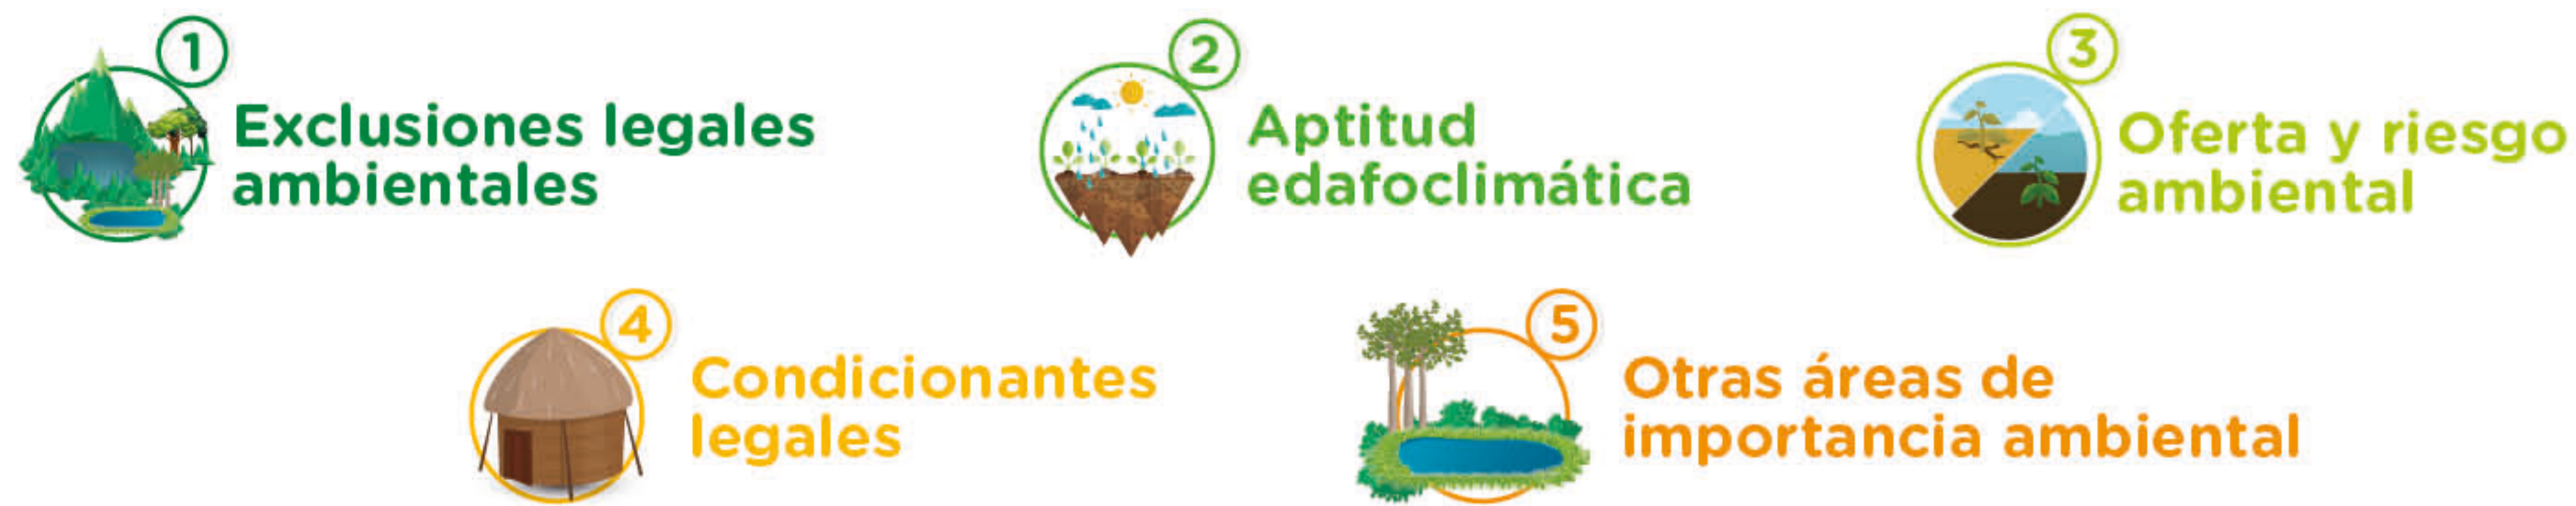 1
Exclusiones legales
ambientales
2
Aptitud
edafoclimática
3
Oferta y riesgo
ambiental
4
Condicionantes
legales
5
Otras áreas de
importancia ambiental